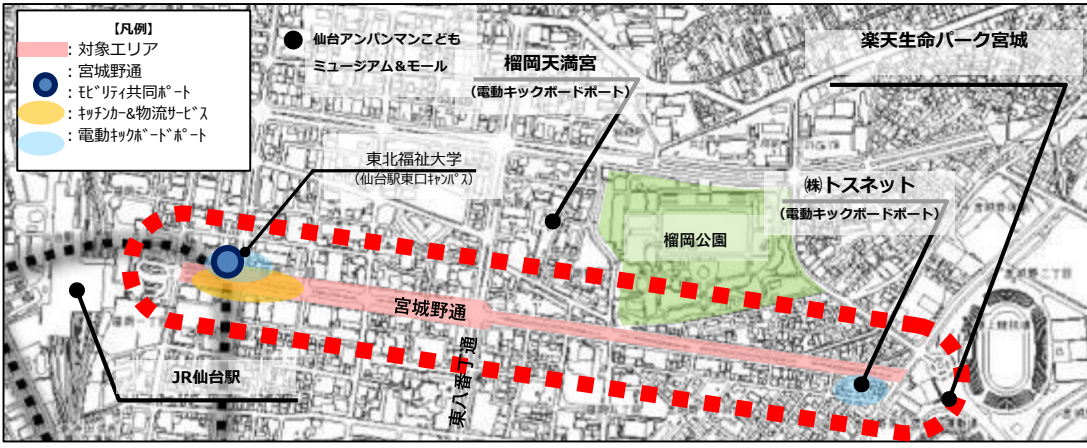 【凡例】
: 対象エリア
: 宮城野通
: ﾓﾋﾞﾘﾃｨ共同ﾎﾟｰﾄ
: ｷｯﾁﾝｶｰ&物流ｻｰﾋﾞｽ
: 電動ｷｯｸﾎﾞｰﾄﾞﾎﾟｰﾄ
仙台アンパンマンこども
ミュージアム＆モール
榴岡天満宮
(電動キックボードポート)
楽天生命パーク宮城
東北福祉大学
(仙台駅東口ｷｬﾝﾊﾟｽ)
㈱トスネット
(電動キックボードポート)
榴岡公園
宮城野通
東八番丁通
JR仙台駅